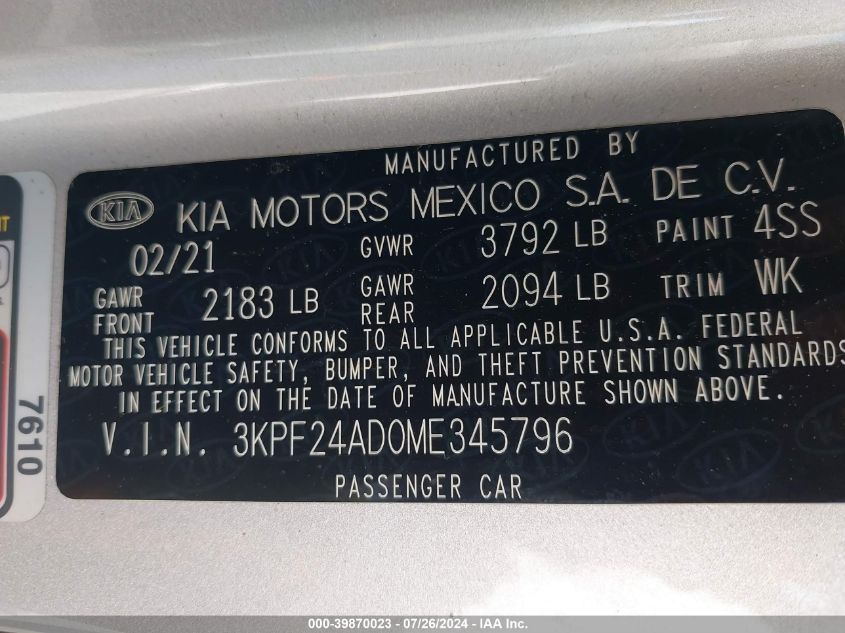 MANUFACTURED BY
KIA KIA MOTORS MEXICO S.A. DE C.V.
02/21 GVWR 3792 LB PAINT 4SS
GAWR FRONT 2183 LB GAWR REAR 2094 LB TRIM WK
THIS VEHICLE CONFORMS TO ALL APPLICABLE U.S.A. FEDERAL
MOTOR VEHICLE SAFETY, BUMPER, AND THEFT PREVENTION STANDARDS
IN EFFECT ON THE DATE OF MANUFACTURE SHOWN ABOVE.
V.I.N. 3KPF24AD0ME345796
PASSENGER CAR
7610
000-39870023 - 07/26/2024 - IAA Inc.